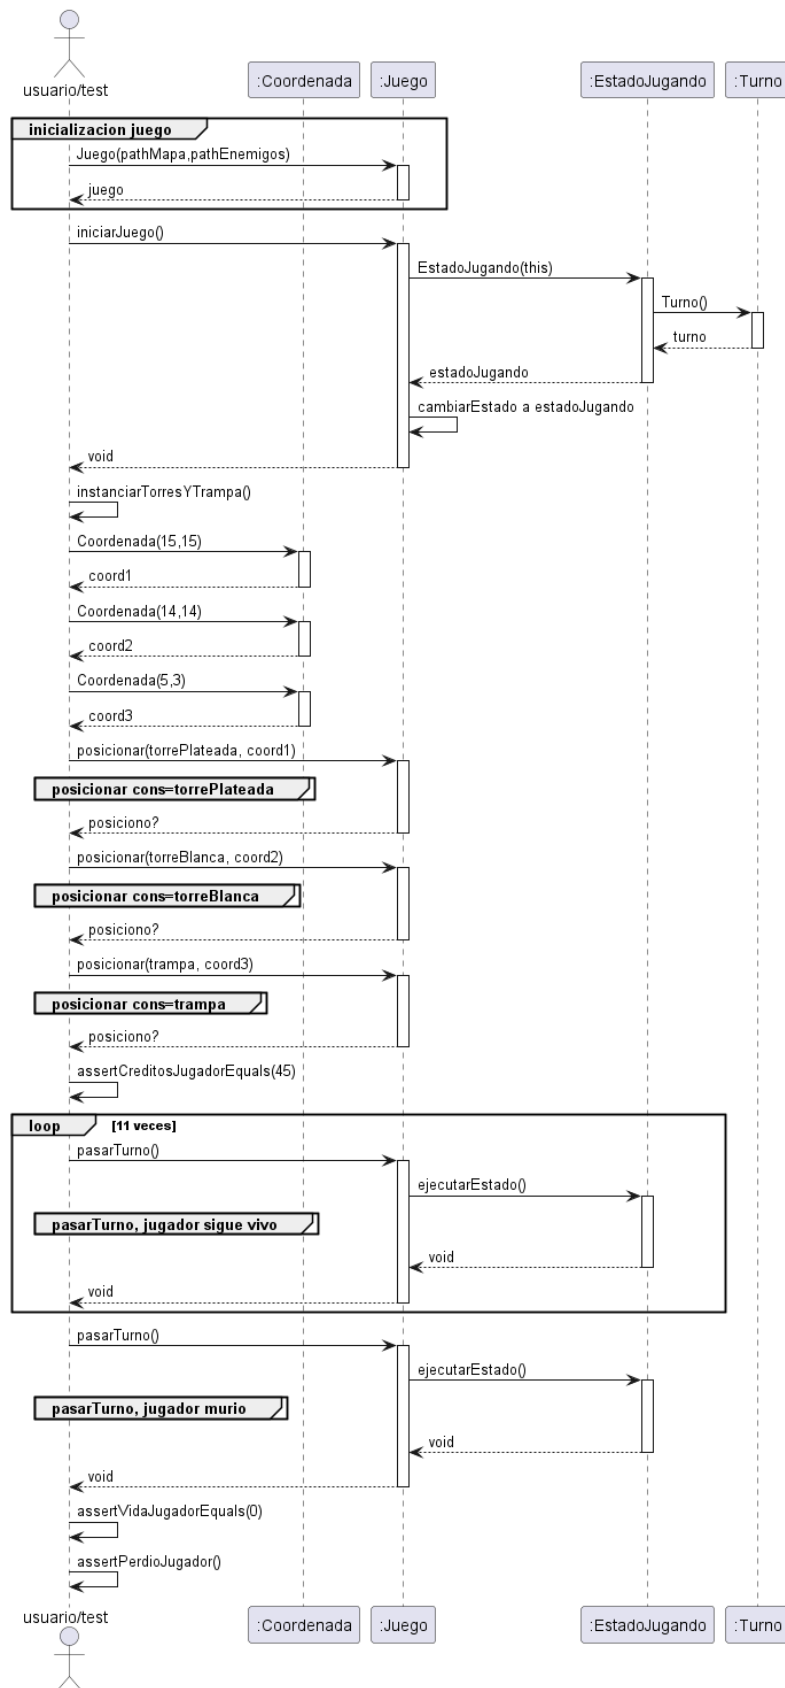 usuario/test
:Coordenada
:Juego
:EstadoJugando
:Turno
inicializacion juego
Juego(pathMapa,pathEnemigos)
juego
iniciarJuego()
EstadoJugando(this)
Turno()
turno
estadoJugando
cambiarEstado a estadoJugando
void
instanciarTorresYTrampa()
Coordenada(15,15)
coord1
Coordenada(14,14)
coord2
Coordenada(5,3)
coord3
posicionar(torrePlateada, coord1)
posicionar cons=torrePlateada
posiciono?
posicionar(torreBlanca, coord2)
posicionar cons=torreBlanca
posiciono?
posicionar(trampa, coord3)
posicionar cons=trampa
posiciono?
assertCreditosJugadorEquals(45)
loop [11 veces]
pasarTurno()
ejecutarEstado()
pasarTurno, jugador sigue vivo
void
void
pasarTurno()
ejecutarEstado()
pasarTurno, jugador murio
void
void
assertVidaJugadorEquals(0)
assertPerdioJugador()
usuario/test
:Coordenada
:Juego
:EstadoJugando
:Turno